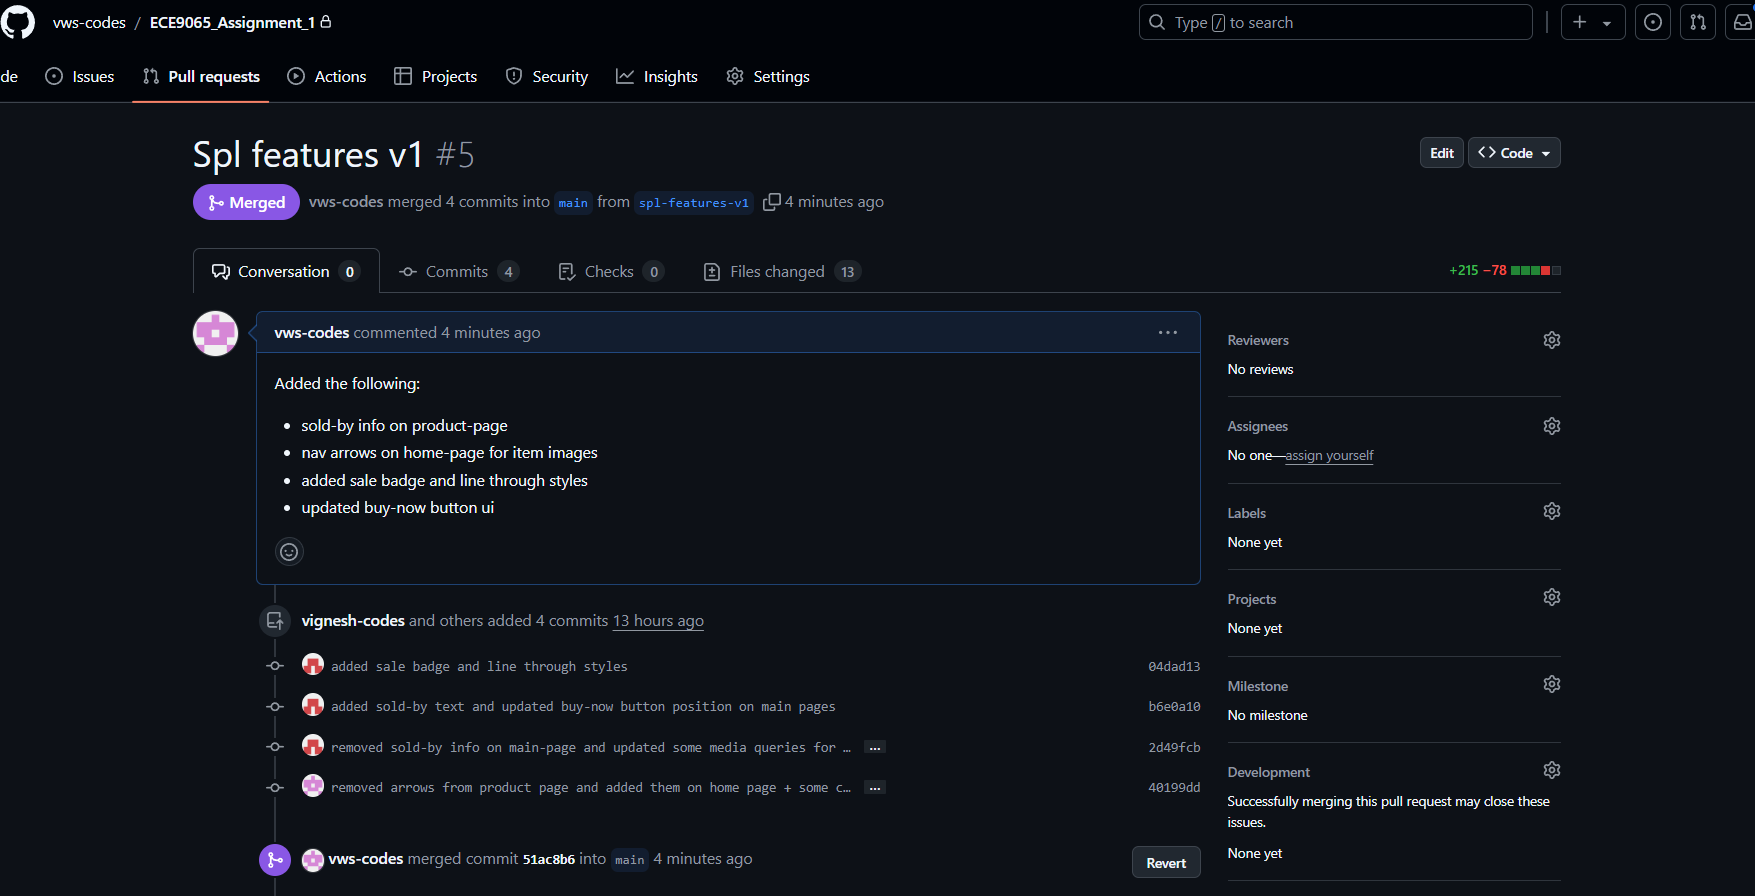 vws-codes / ECE9065_Assignment_1
Type / to search
de Issues Pull requests Actions Projects Security Insights Settings
Spl features v1 #5
Edit
Code
Merged
vws-codes merged 4 commits into main from spl-features-v1 4 minutes ago
Conversation 0 Commits 4 Checks 0 Files changed 13
+215 −78
vws-codes commented 4 minutes ago
Added the following:
sold-by info on product-page
nav arrows on home-page for item images
added sale badge and line through styles
updated buy-now button ui
vignesh-codes and others added 4 commits 13 hours ago
added sale badge and line through styles 04dad13
added sold-by text and updated buy-now button position on main pages b6e0a10
removed sold-by info on main-page and updated some media queries for … … 2d49fcb
removed arrows from product page and added them on home page + some c… … 40199dd
vws-codes merged commit 51ac8b6 into main 4 minutes ago
Revert
Reviewers
No reviews
Assignees
No one—assign yourself
Labels
None yet
Projects
None yet
Milestone
No milestone
Development
Successfully merging this pull request may close these
issues.
None yet